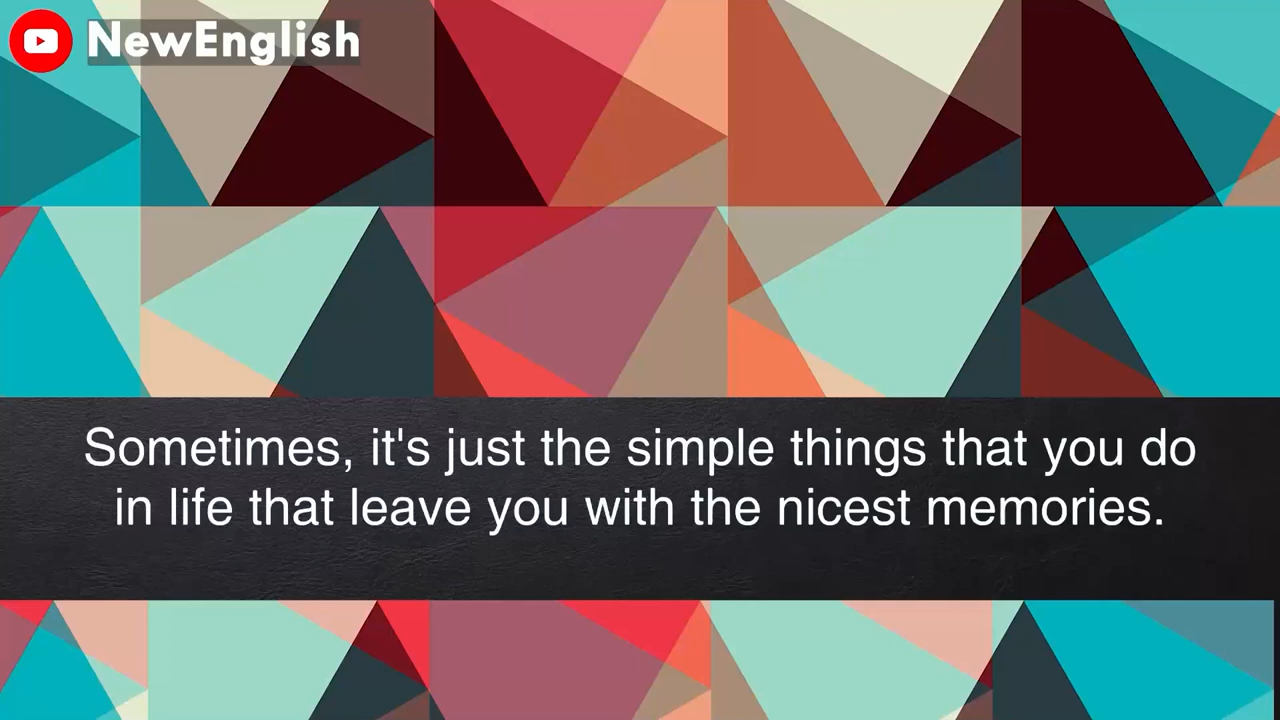 NewEnglish
Sometimes, it's just the simple things that you do
in life that leave you with the nicest memories.